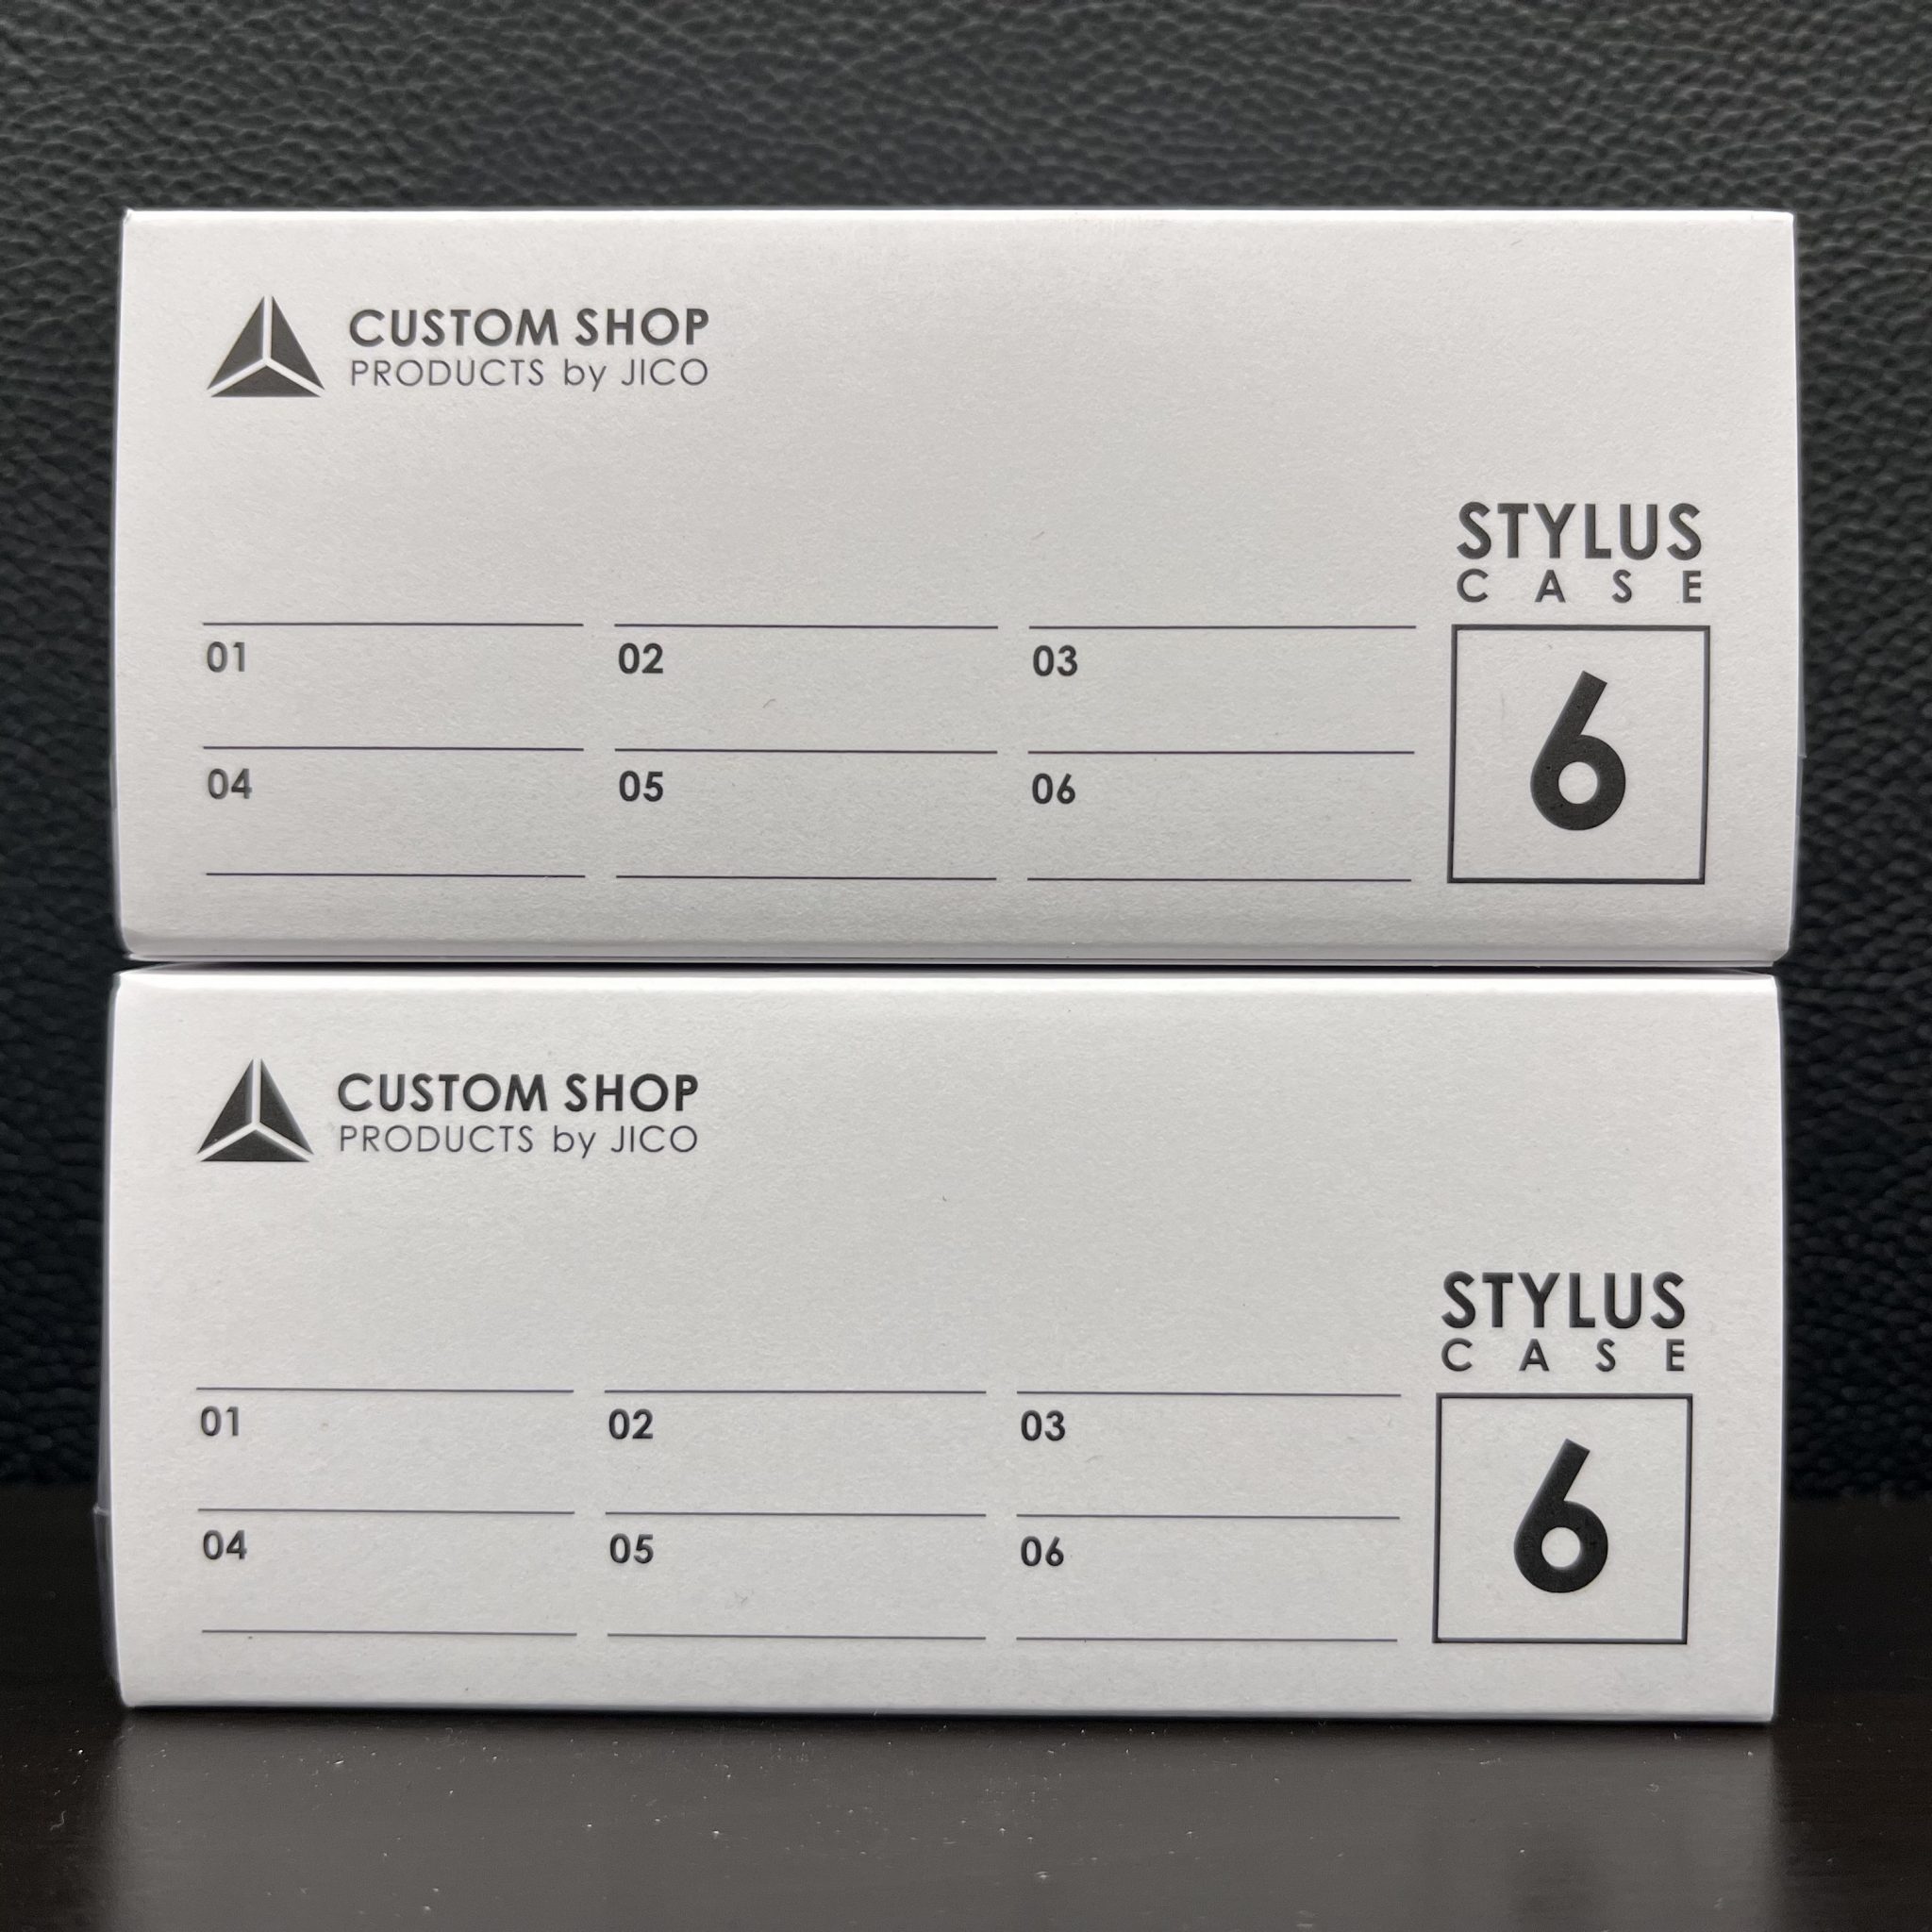 CUSTOM SHOP
PRODUCTS by JICO
STYLUS
CASE
01 02 03
04 05 06
6
CUSTOM SHOP
PRODUCTS by JICO
STYLUS
CASE
01 02 03
04 05 06
6